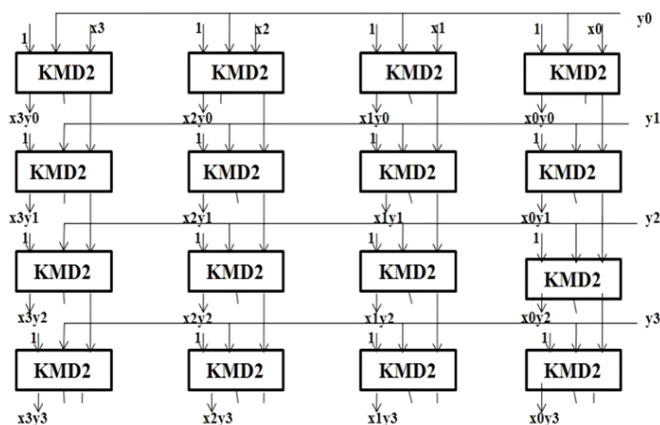 y0
1 x3 1 x2 1 x1 1 x0
KMD2 KMD2 KMD2 KMD2
x3y0 x2y0 x1y0 x0y0 y1
1 1 1 1
KMD2 KMD2 KMD2 KMD2
x3y1 x2y1 x1y1 x0y1 y2
1 1 1 1
KMD2 KMD2 KMD2 KMD2
x3y2 x2y2 x1y2 x0y2 y3
1 1 1 1
KMD2 KMD2 KMD2 KMD2
x3y3 x2y3 x1y3 x0y3